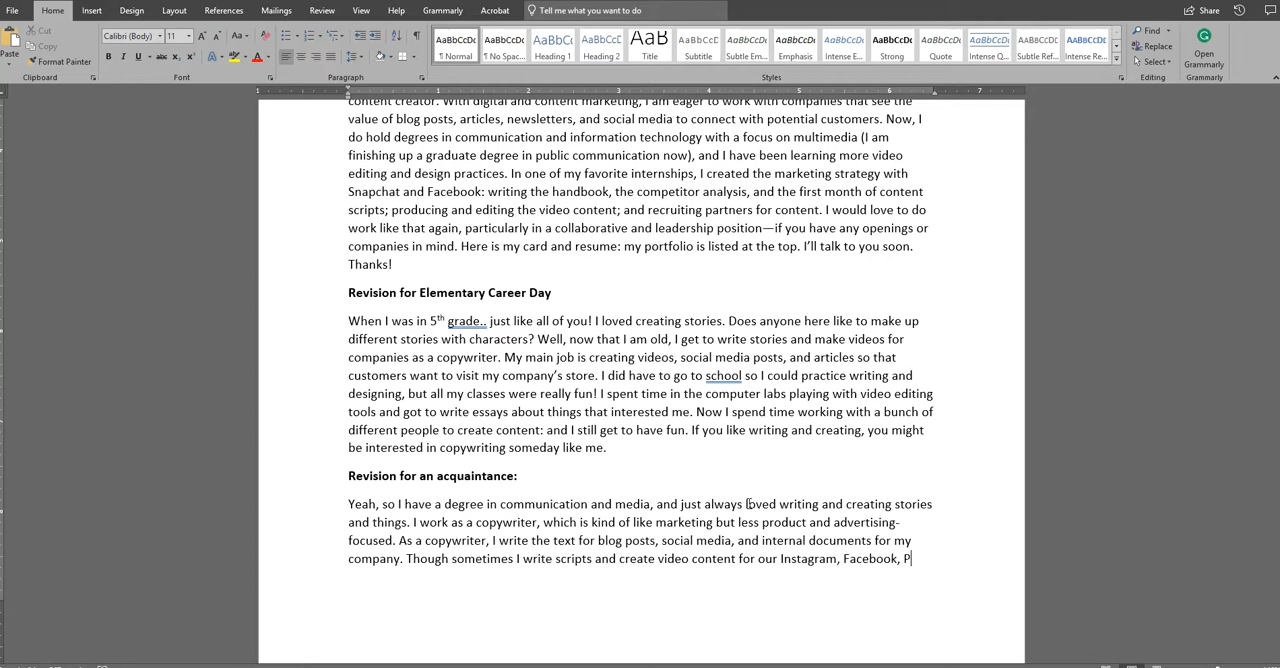 File Home Insert Design Layout References Mailings Review View Help Grammarly Acrobat Tell me what you want to do Share
Cut
Copy
Paste
Format Painter
Calibri (Body) 11
Find
Replace
Select
Open
Grammarly
AaBbCcDc AaBbCcDc AaBbCc AaBbCcD AaB AaBbCcD AaBbCcDc AaBbCcDc AaBbCcDc AaBbCcDc AaBbCcDc AaBbCcDc AaBbCcDc AaBbCcDc
¶ Normal ¶ No Spac... Heading 1 Heading 2 Title Subtitle Subtle Em... Emphasis Intense E... Strong Quote Intense Q... Subtle Ref... Intense Re...
Clipboard Font Paragraph Styles Editing Grammarly
1 1 2 3 4 5 6 7
content creator. With digital and content marketing, I am eager to work with companies that see the
value of blog posts, articles, newsletters, and social media to connect with potential customers. Now, I
do hold degrees in communication and information technology with a focus on multimedia (I am
finishing up a graduate degree in public communication now), and I have been learning more video
editing and design practices. In one of my favorite internships, I created the marketing strategy with
Snapchat and Facebook: writing the handbook, the competitor analysis, and the first month of content
scripts; producing and editing the video content; and recruiting partners for content. I would love to do
work like that again, particularly in a collaborative and leadership position—if you have any openings or
companies in mind. Here is my card and resume: my portfolio is listed at the top. I'll talk to you soon.
Thanks!
Revision for Elementary Career Day
When I was in 5th grade.. just like all of you! I loved creating stories. Does anyone here like to make up
different stories with characters? Well, now that I am old, I get to write stories and make videos for
companies as a copywriter. My main job is creating videos, social media posts, and articles so that
customers want to visit my company's store. I did have to go to school so I could practice writing and
designing, but all my classes were really fun! I spent time in the computer labs playing with video editing
tools and got to write essays about things that interested me. Now I spend time working with a bunch of
different people to create content: and I still get to have fun. If you like writing and creating, you might
be interested in copywriting someday like me.
Revision for an acquaintance:
Yeah, so I have a degree in communication and media, and just always loved writing and creating stories
and things. I work as a copywriter, which is kind of like marketing but less product and advertising-
focused. As a copywriter, I write the text for blog posts, social media, and internal documents for my
company. Though sometimes I write scripts and create video content for our Instagram, Facebook, P